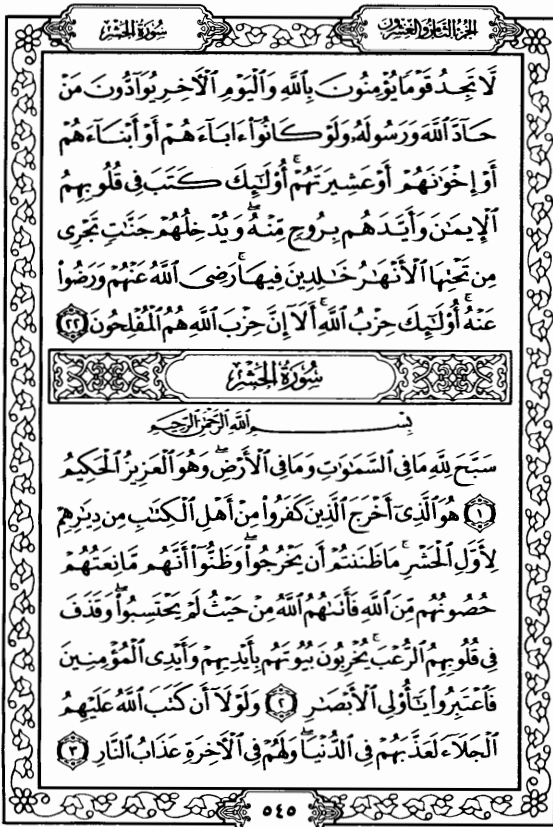 الجزء الثامن والعشرون
سُورَةُ الحَشْرِ
لَّا تَجِدُ قَوْمًا يُؤْمِنُونَ بِٱللَّهِ وَٱلْيَوْمِ ٱلْأٓخِرِ يُوَآدُّونَ مَنْ
حَآدَّ ٱللَّهَ وَرَسُولَهُۥ وَلَوْ كَانُوٓا۟ ءَابَآءَهُمْ أَوْ أَبْنَآءَهُمْ
أَوْ إِخْوَٰنَهُمْ أَوْ عَشِيرَتَهُمْ ۚ أُو۟لَٰٓئِكَ كَتَبَ فِى قُلُوبِهِمُ
ٱلْإِيمَٰنَ وَأَيَّدَهُم بِرُوحٍ مِّنْهُ ۖ وَيُدْخِلُهُمْ جَنَّٰتٍ تَجْرِى
مِن تَحْتِهَا ٱلْأَنْهَٰرُ خَٰلِدِينَ فِيهَا ۚ رَضِىَ ٱللَّهُ عَنْهُمْ وَرَضُوا۟
عَنْهُ ۚ أُو۟لَٰٓئِكَ حِزْبُ ٱللَّهِ ۚ أَلَآ إِنَّ حِزْبَ ٱللَّهِ هُمُ ٱلْمُفْلِحُونَ ٢٢
سُورَةُ الحَشْرِ
بِسْمِ ٱللَّهِ ٱلرَّحْمَٰنِ ٱلرَّحِيمِ
سَبَّحَ لِلَّهِ مَا فِى ٱلسَّمَٰوَٰتِ وَمَا فِى ٱلْأَرْضِ ۖ وَهُوَ ٱلْعَزِيزُ ٱلْحَكِيمُ
١ هُوَ ٱلَّذِىٓ أَخْرَجَ ٱلَّذِينَ كَفَرُوا۟ مِنْ أَهْلِ ٱلْكِتَٰبِ مِن دِيَٰرِهِمْ
لِأَوَّلِ ٱلْحَشْرِ ۚ مَا ظَنَنتُمْ أَن يَخْرُجُوا۟ ۖ وَظَنُّوٓا۟ أَنَّهُم مَّانِعَتُهُمْ
حُصُونُهُم مِّنَ ٱللَّهِ فَأَتَىٰهُمُ ٱللَّهُ مِنْ حَيْثُ لَمْ يَحْتَسِبُوا۟ ۖ وَقَذَفَ
فِى قُلُوبِهِمُ ٱلرُّعْبَ ۚ يُخْرِبُونَ بُيُوتَهُم بِأَيْدِيهِمْ وَأَيْدِى ٱلْمُؤْمِنِينَ
فَٱعْتَبِرُوا۟ يَٰٓأُو۟لِى ٱلْأَبْصَٰرِ ٢ وَلَوْلَآ أَن كَتَبَ ٱللَّهُ عَلَيْهِمُ
ٱلْجَلَآءَ لَعَذَّبَهُمْ فِى ٱلدُّنْيَا ۖ وَلَهُمْ فِى ٱلْأٓخِرَةِ عَذَابُ ٱلنَّارِ ٣
٥٤٥